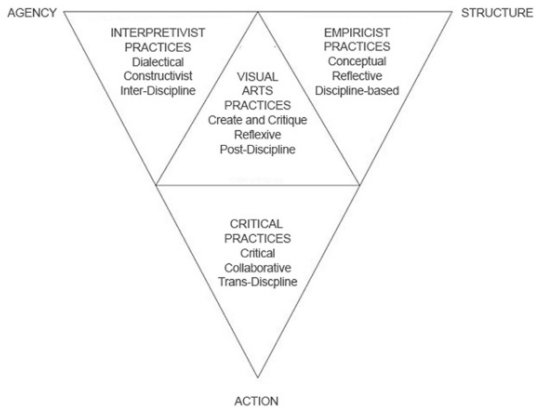 AGENCY
STRUCTURE
INTERPRETIVIST
PRACTICES
Dialectical
Constructivist
Inter-Discipline
EMPIRICIST
PRACTICES
Conceptual
Reflective
Discipline-based
VISUAL
ARTS
PRACTICES
Create and Critique
Reflexive
Post-Discipline
CRITICAL
PRACTICES
Critical
Collaborative
Trans-Discpline
ACTION